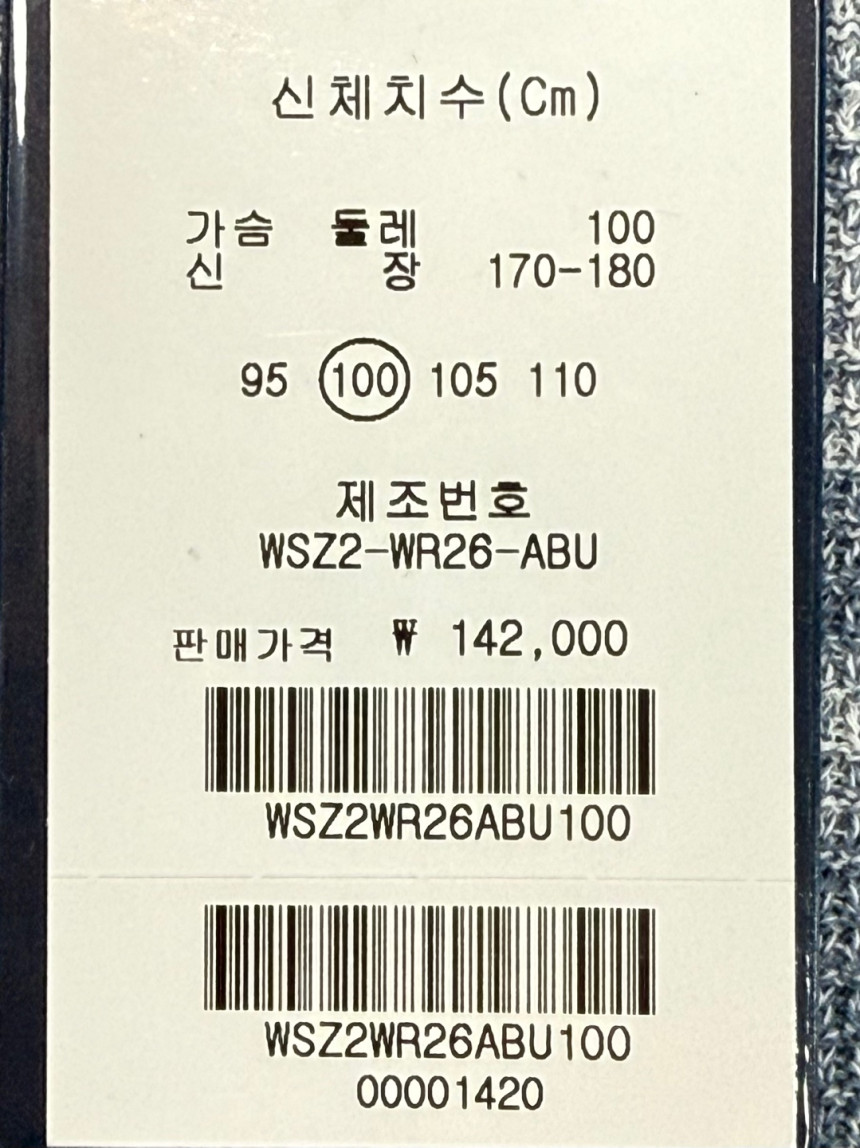 신체치수(Cm)
가슴 둘레 100
신 장 170-180
95 100 105 110
제조번호
WSZ2-WR26-ABU
판매가격 ₩ 142,000
WSZ2WR26ABU100
WSZ2WR26ABU100
00001420